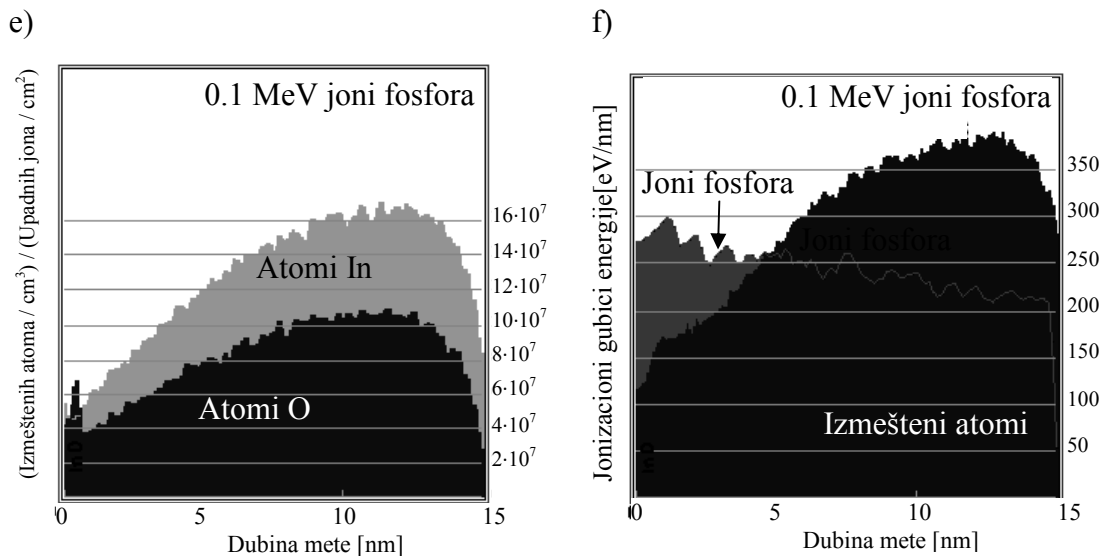 e)
(Izmeštenih atoma / cm³) / (Upadnih jona / cm²)
0.1 MeV joni fosfora
16·10⁷
14·10⁷
12·10⁷
10·10⁷
8·10⁷
6·10⁷
4·10⁷
2·10⁷
Atomi In
Atomi O
0 5 10 15
Dubina mete [nm]
f)
Jonizacioni gubici energije[eV/nm]
0.1 MeV joni fosfora
Joni fosfora
Joni fosfora
350
300
250
200
150
100
50
Izmešteni atomi
0 5 10 15
Dubina mete [nm]